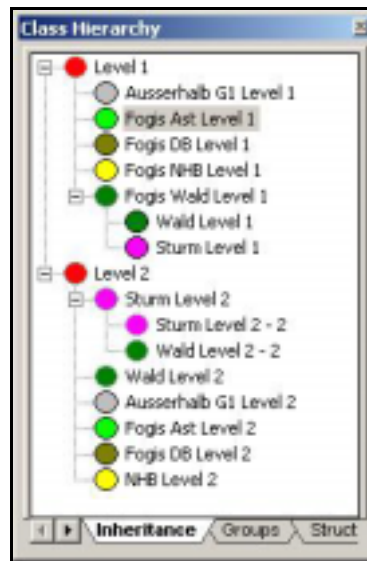 Class Hierarchy
Level 1
Ausserhalb G1 Level 1
Fogis Ast Level 1
Fogis DB Level 1
Fogis NHB Level 1
Fogis Wald Level 1
Wald Level 1
Sturm Level 1
Level 2
Sturm Level 2
Sturm Level 2 - 2
Wald Level 2 - 2
Wald Level 2
Ausserhalb G1 Level 2
Fogis Ast Level 2
Fogis DB Level 2
NHB Level 2
Inheritance Groups Struct